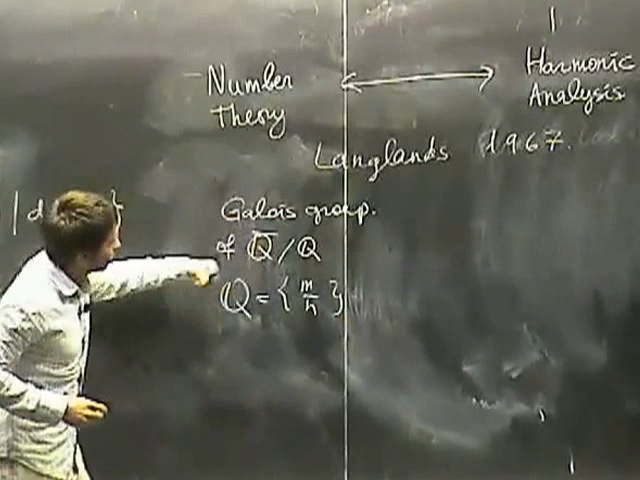 Number Theory
Harmonic Analysis
Langlands 1967.
| d }
Galois group.
of Q̅ / Q
Q = { m/n }